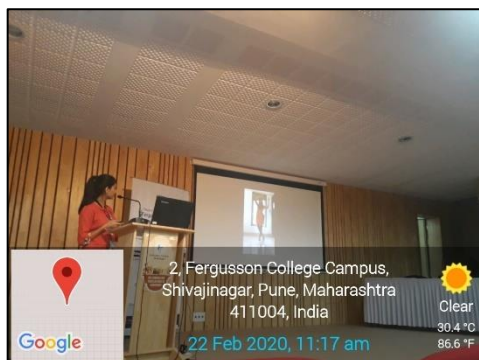 2, Fergusson College Campus,
Shivajinagar, Pune, Maharashtra
411004, India
22 Feb 2020, 11:17 am
Google
Clear
30.4 °C
86.6 °F